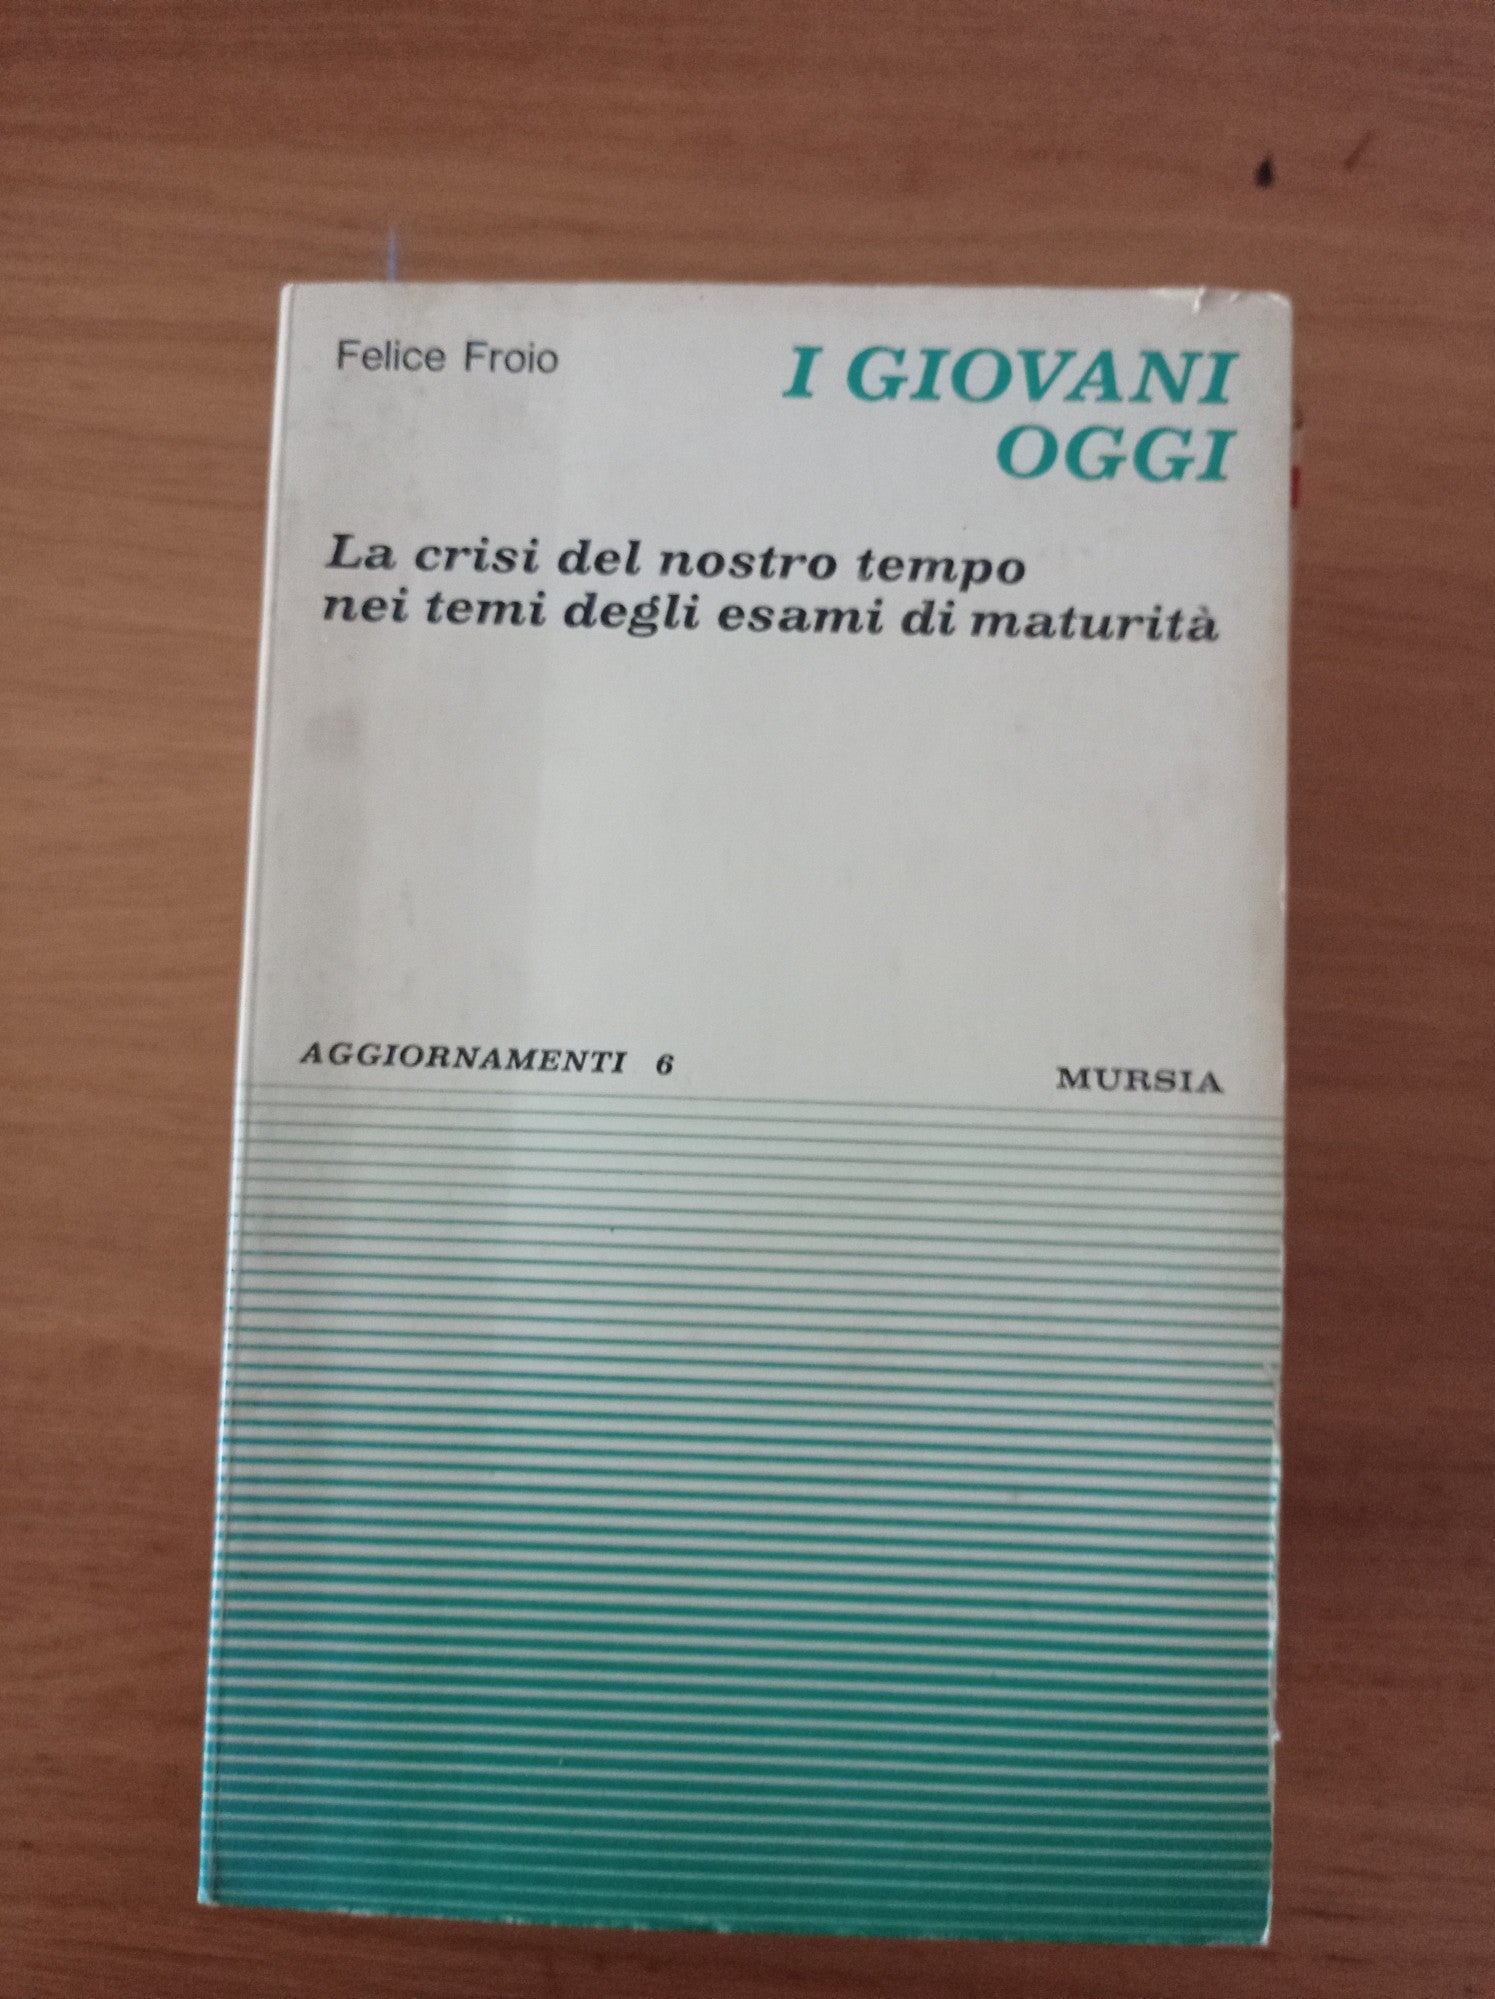 Felice Froio
I GIOVANI
OGGI
La crisi del nostro tempo
nei temi degli esami di maturità
AGGIORNAMENTI 6
MURSIA